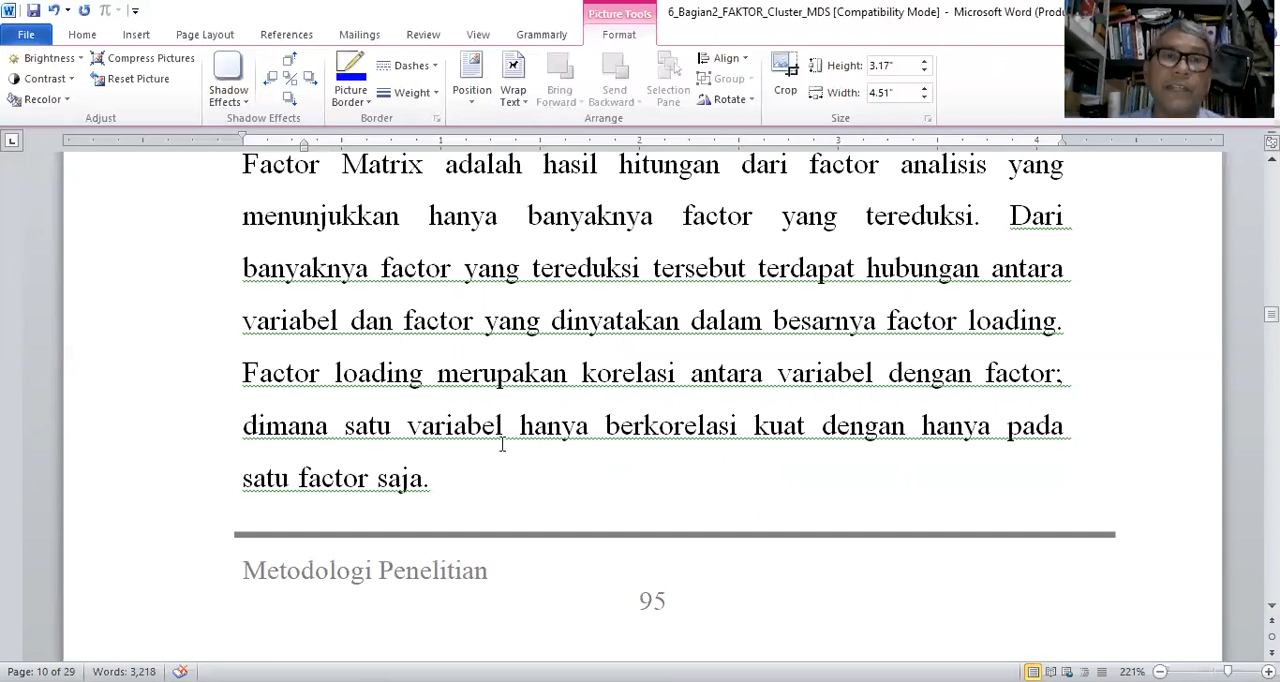 Picture Tools
6_Bagian2_FAKTOR_Cluster_MDS [Compatibility Mode] - Microsoft Word (Produ
File Home Insert Page Layout References Mailings Review View Grammarly Format
Brightness Compress Pictures
Contrast Reset Picture
Recolor
Adjust
Shadow Effects
Shadow Effects
Picture Border
Dashes
Weight
Border
Position
Wrap Text
Bring Forward
Send Backward
Selection Pane
Align
Group
Rotate
Arrange
Crop
Height: 3.17"
Width: 4.51"
Size
1 2 3 4
Factor Matrix adalah hasil hitungan dari factor analisis yang
menunjukkan hanya banyaknya factor yang tereduksi. Dari
banyaknya factor yang tereduksi tersebut terdapat hubungan antara
variabel dan factor yang dinyatakan dalam besarnya factor loading.
Factor loading merupakan korelasi antara variabel dengan factor;
dimana satu variabel hanya berkorelasi kuat dengan hanya pada
satu factor saja.
Metodologi Penelitian
95
Page: 10 of 29 Words: 3,218 221%